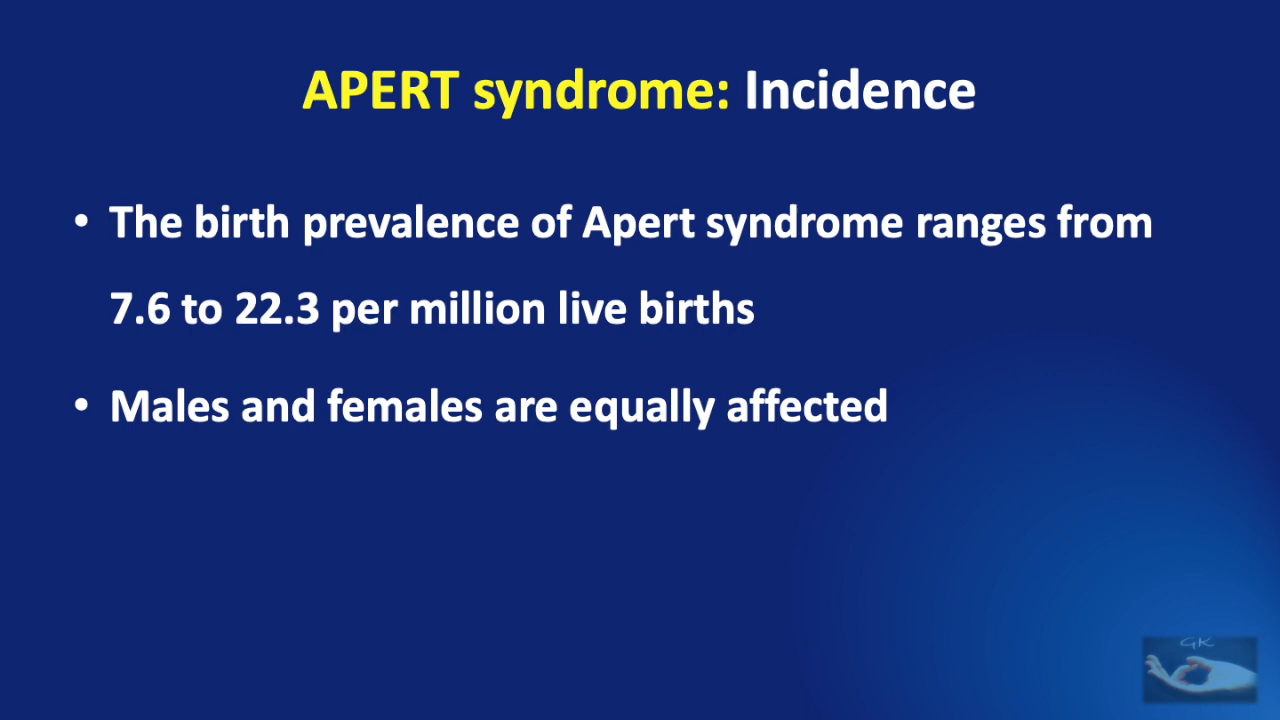 APERT syndrome: Incidence
• The birth prevalence of Apert syndrome ranges from
7.6 to 22.3 per million live births
• Males and females are equally affected
GK